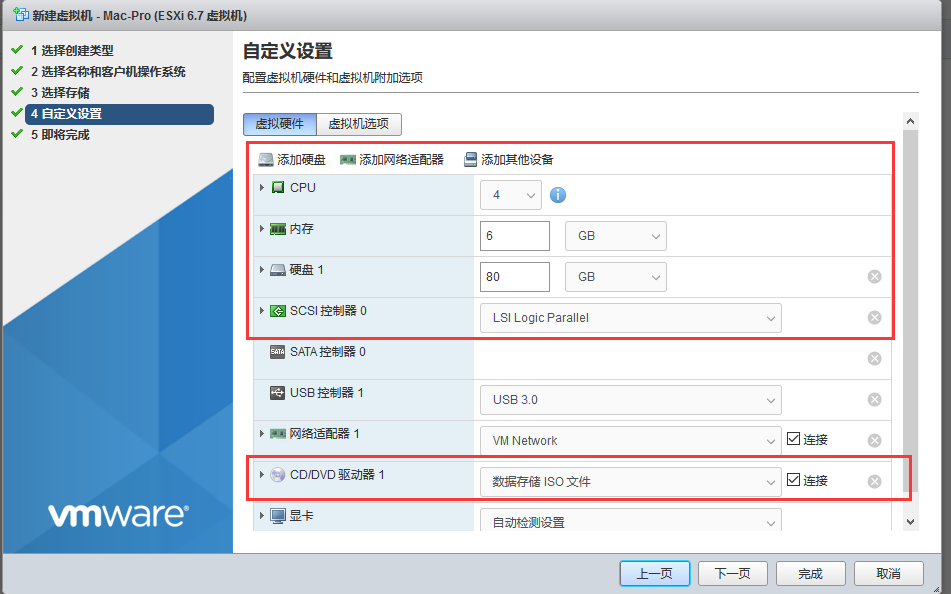 新建虚拟机 - Mac-Pro (ESXi 6.7 虚拟机)
1 选择创建类型
2 选择名称和客户机操作系统
3 选择存储
4 自定义设置
5 即将完成
vmware®
自定义设置
配置虚拟机硬件和虚拟机附加选项
虚拟硬件 虚拟机选项
添加硬盘 添加网络适配器 添加其他设备
CPU 4
内存 6 GB
硬盘 1 80 GB
SCSI 控制器 0 LSI Logic Parallel
SATA SATA 控制器 0
USB 控制器 1 USB 3.0
网络适配器 1 VM Network 连接
CD/DVD 驱动器 1 数据存储 ISO 文件 连接
显卡 自动检测设置
上一页 下一页 完成 取消